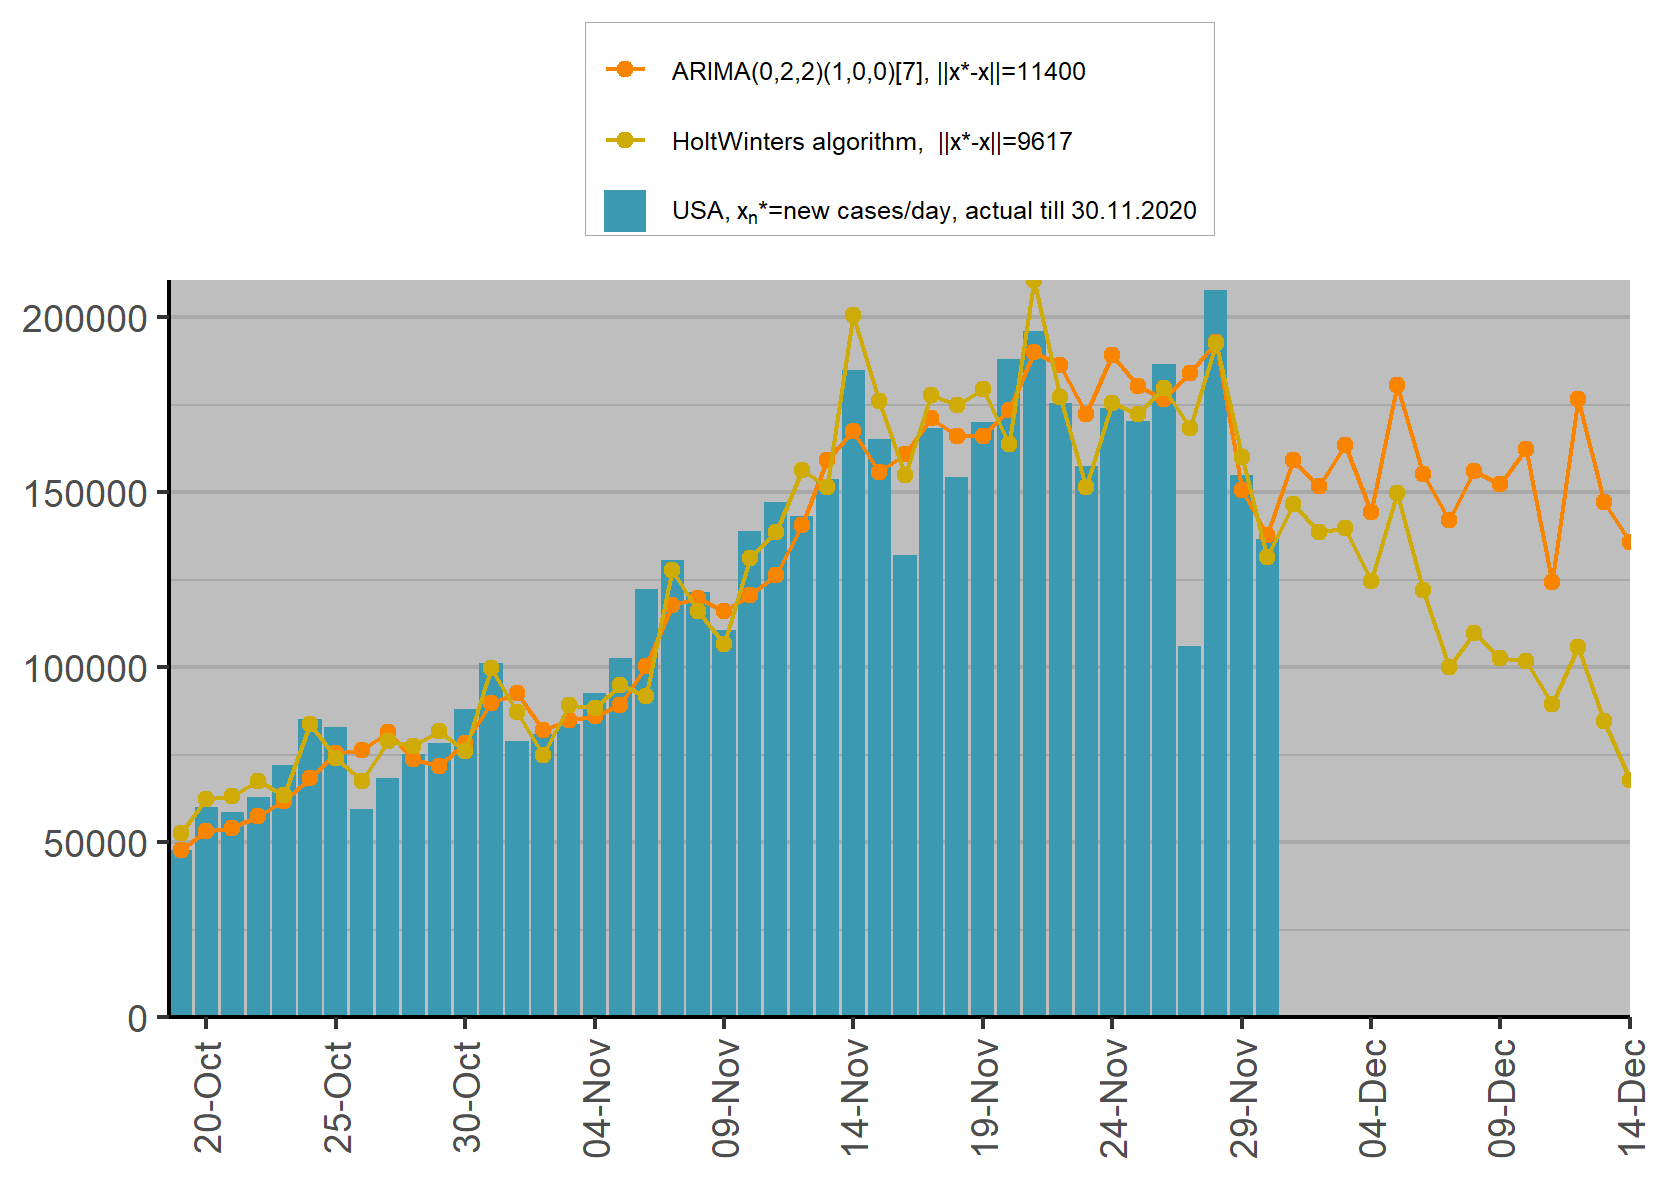 ARIMA(0,2,2)(1,0,0)[7], ||x*-x||=11400
HoltWinters algorithm,  ||x*-x||=9617
USA, xₙ*=new cases/day, actual till 30.11.2020
200000
150000
100000
50000
0
20-Oct
25-Oct
30-Oct
04-Nov
09-Nov
14-Nov
19-Nov
24-Nov
29-Nov
04-Dec
09-Dec
14-Dec